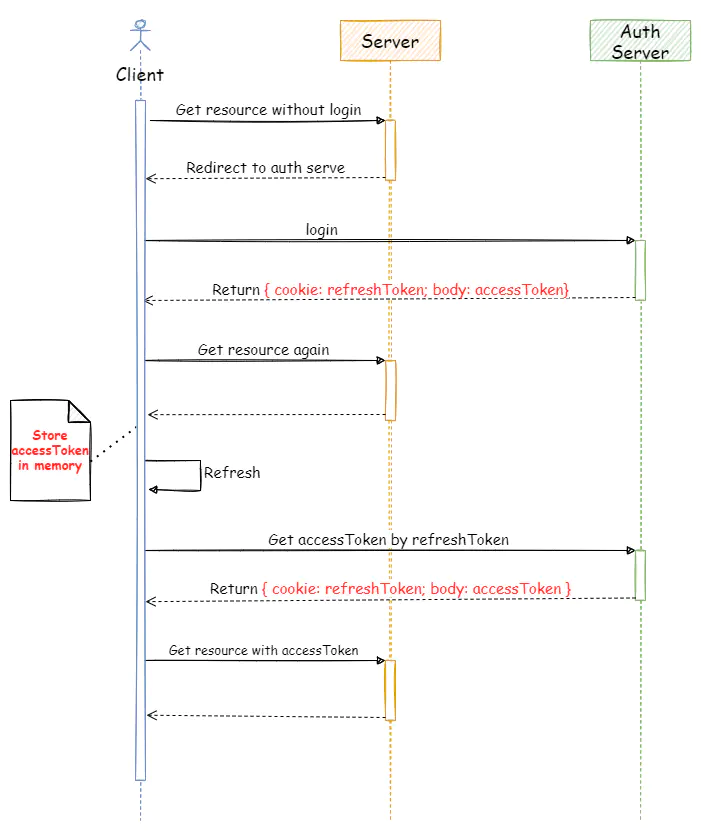 Client
Server
Auth
Server
Get resource without login
Redirect to auth serve
login
Return { cookie: refreshToken; body: accessToken}
Get resource again
Store
accessToken
in memory
Refresh
Get accessToken by refreshToken
Return { cookie: refreshToken; body: accessToken }
Get resource with accessToken